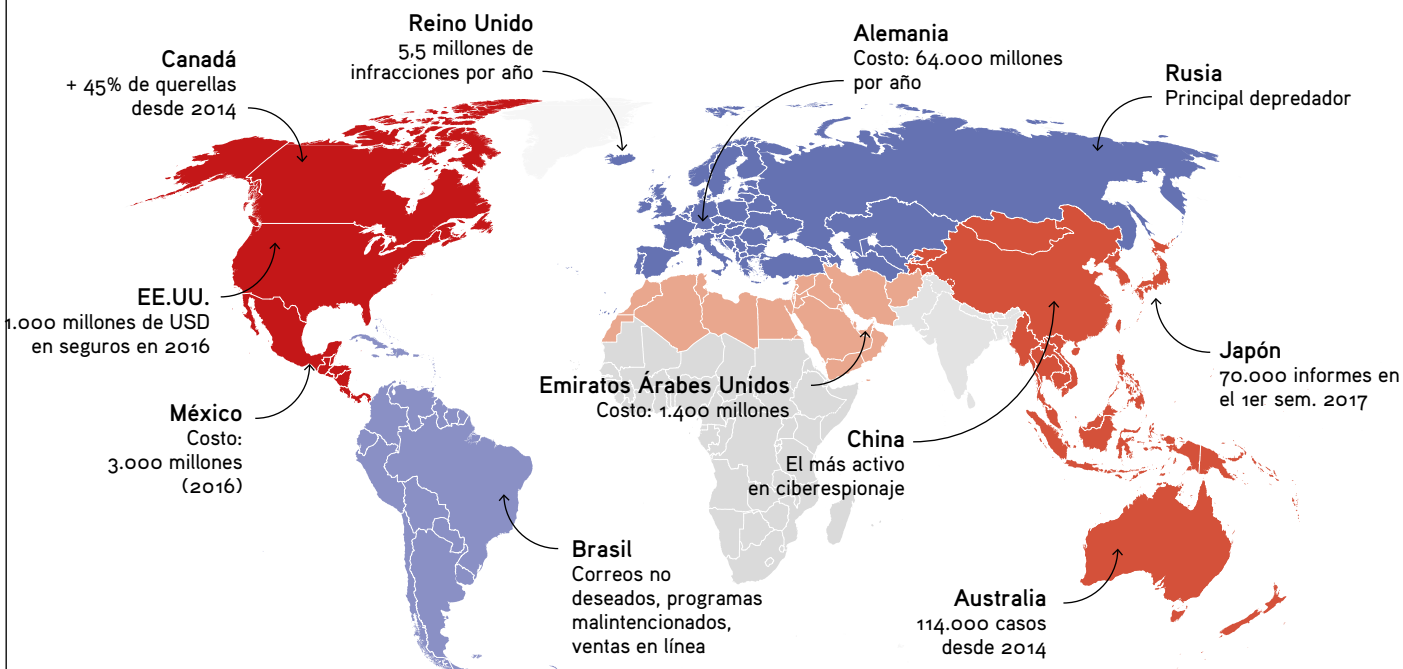 Reino Unido
5,5 millones de
infracciones por año
Canadá
+ 45% de querellas
desde 2014
Alemania
Costo: 64.000 millones
por año
Rusia
Principal depredador
EE.UU.
1.000 millones de USD
en seguros en 2016
México
Costo:
3.000 millones
(2016)
Emiratos Árabes Unidos
Costo: 1.400 millones
China
El más activo
en ciberespionaje
Japón
70.000 informes en
el 1er sem. 2017
Brasil
Correos no
deseados, programas
malintencionados,
ventas en línea
Australia
114.000 casos
desde 2014